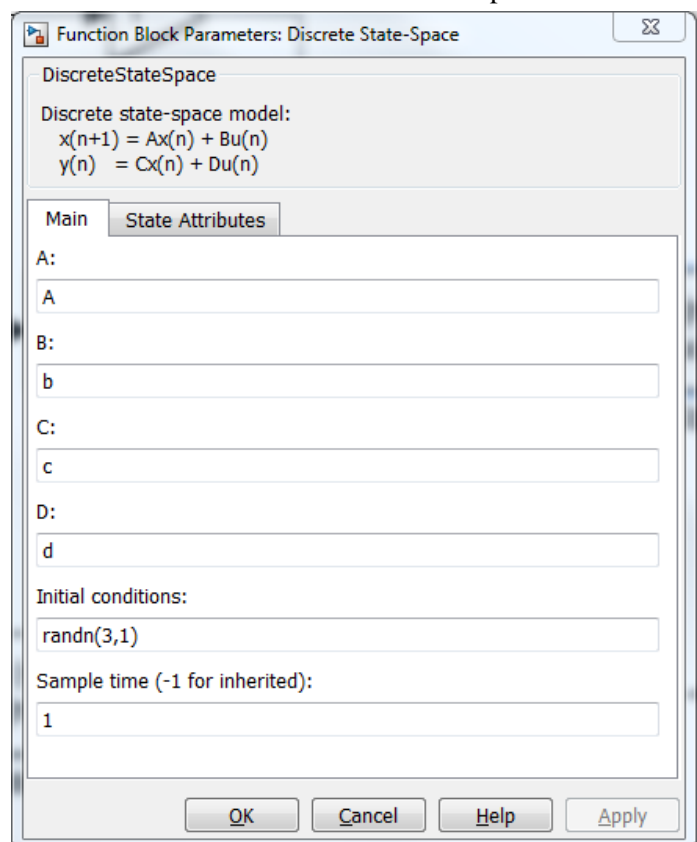 Function Block Parameters: Discrete State-Space
DiscreteStateSpace
Discrete state-space model:
x(n+1) = Ax(n) + Bu(n)
y(n) = Cx(n) + Du(n)
Main State Attributes
A:
A
B:
b
C:
c
D:
d
Initial conditions:
randn(3,1)
Sample time (-1 for inherited):
1
OK Cancel Help Apply